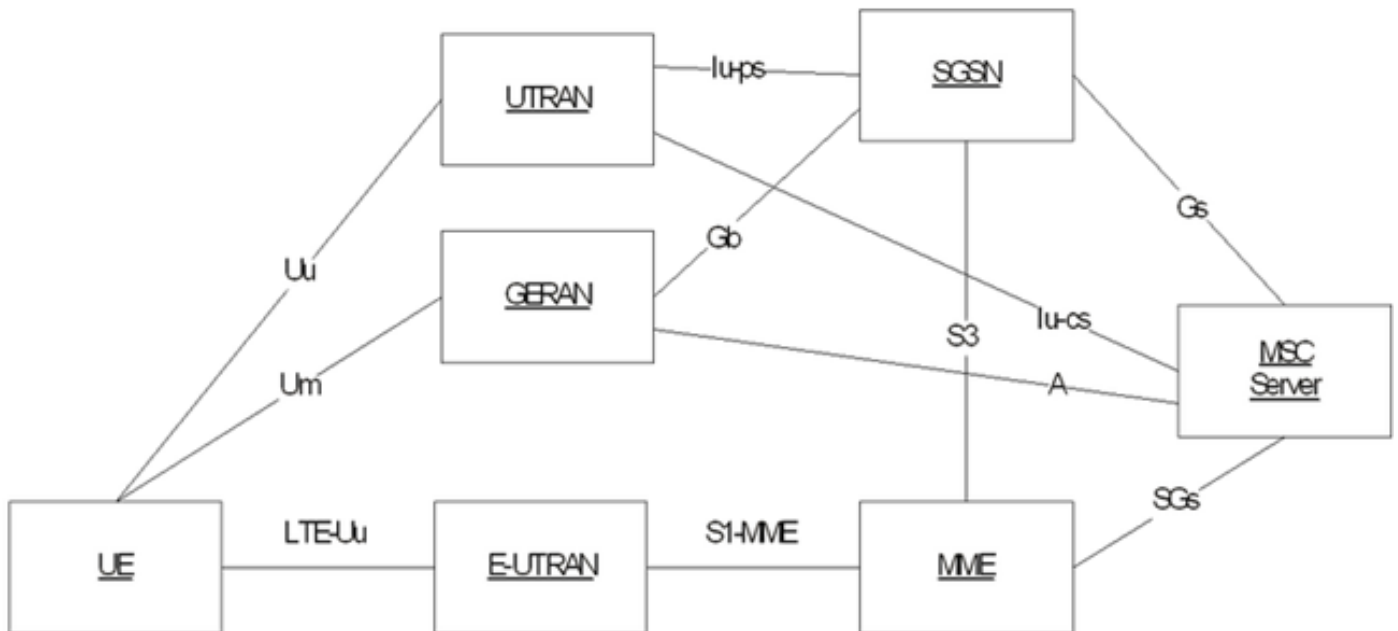 UTRAN
Iu-ps
SGSN
Uu
GERAN
Gb
Gs
Um
Iu-cs
S3
A
MSC
Server
UE
LTE-Uu
E-UTRAN
S1-MME
MME
SGs